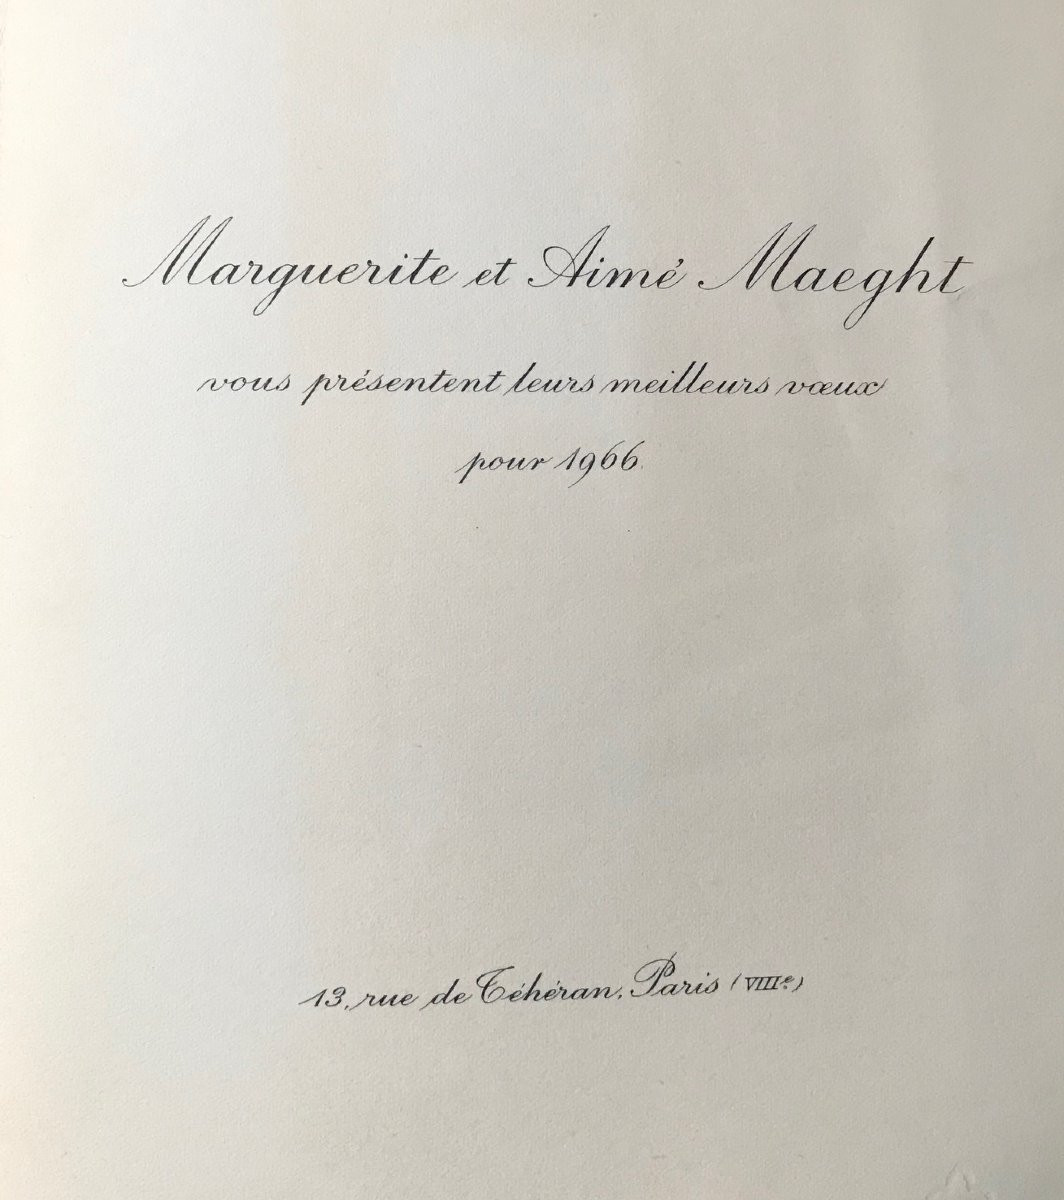 Marguerite et Aimé Maeght
vous présentent leurs meilleurs vœux
pour 1966.
13, rue de Téhéran, Paris (VIIIe)